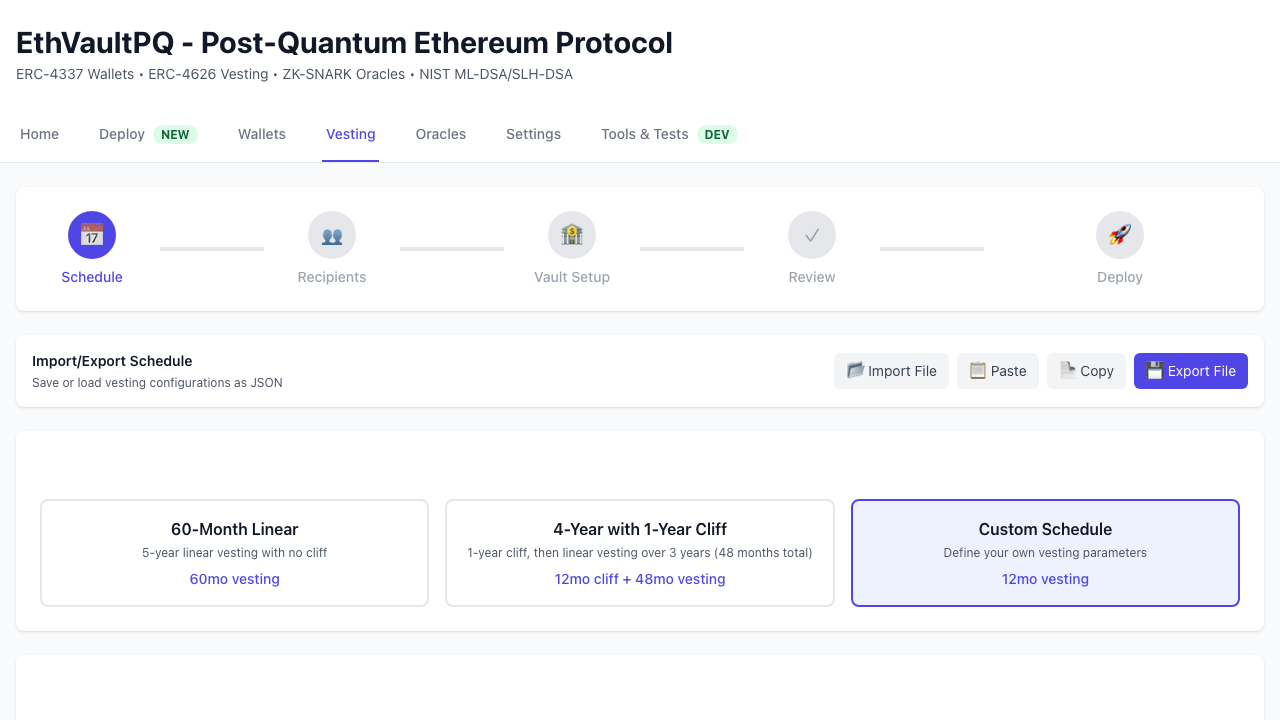 EthVaultPQ - Post-Quantum Ethereum Protocol
ERC-4337 Wallets • ERC-4626 Vesting • ZK-SNARK Oracles • NIST ML-DSA/SLH-DSA
Home
Deploy NEW
Wallets
Vesting
Oracles
Settings
Tools & Tests DEV
17
Schedule
Recipients
Vault Setup
Review
Deploy
Import/Export Schedule
Save or load vesting configurations as JSON
Import File
Paste
Copy
Export File
60-Month Linear
5-year linear vesting with no cliff
60mo vesting
4-Year with 1-Year Cliff
1-year cliff, then linear vesting over 3 years (48 months total)
12mo cliff + 48mo vesting
Custom Schedule
Define your own vesting parameters
12mo vesting